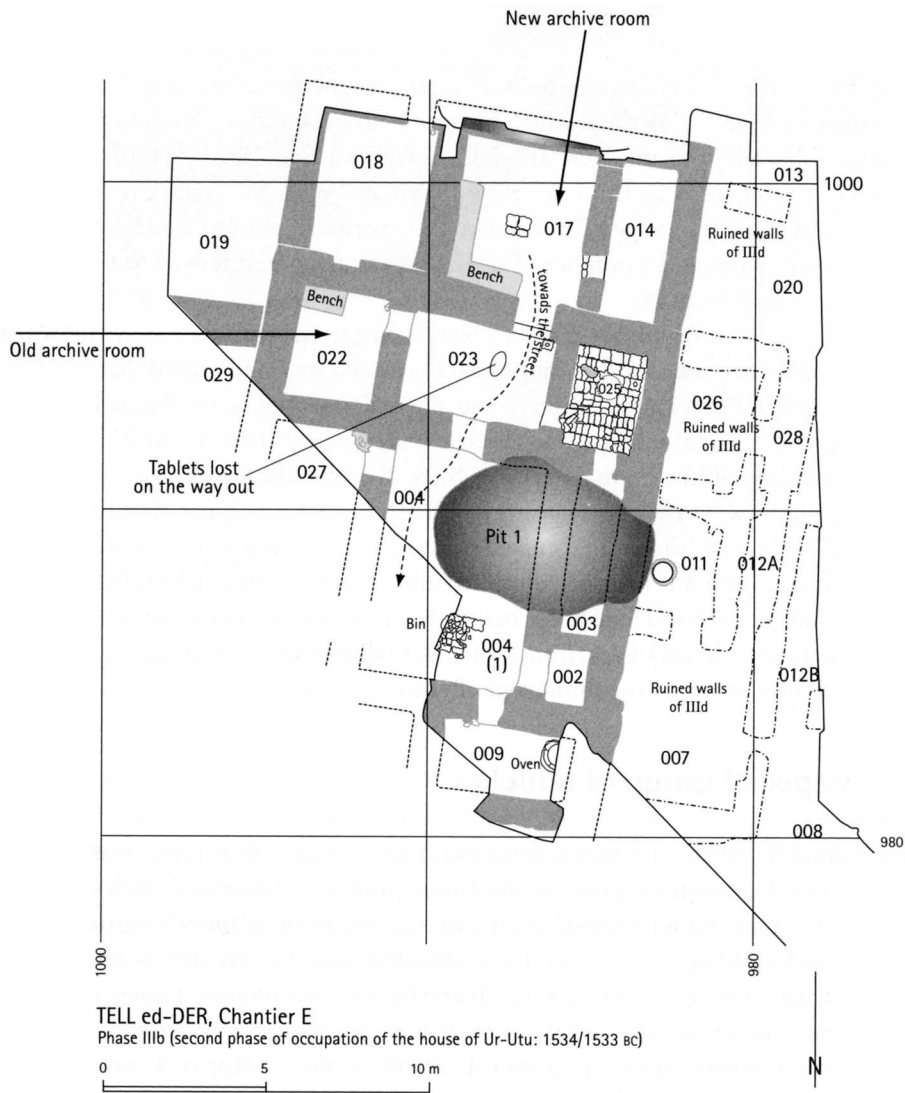 New archive room
013
1000
018
017
014
Ruined walls
of IIId
019
020
Bench
towads the street
Bench
Old archive room
022
023
025
029
026
Ruined walls
of IIId
028
Tablets lost
on the way out
027
004
Pit 1
011
012A
Bin
003
004
(1)
002
Ruined walls
of IIId
012B
009
Oven
007
008
980
1000
980
TELL ed-DER, Chantier E
Phase IIIb (second phase of occupation of the house of Ur-Utu: 1534/1533 BC)
0 5 10 m
N